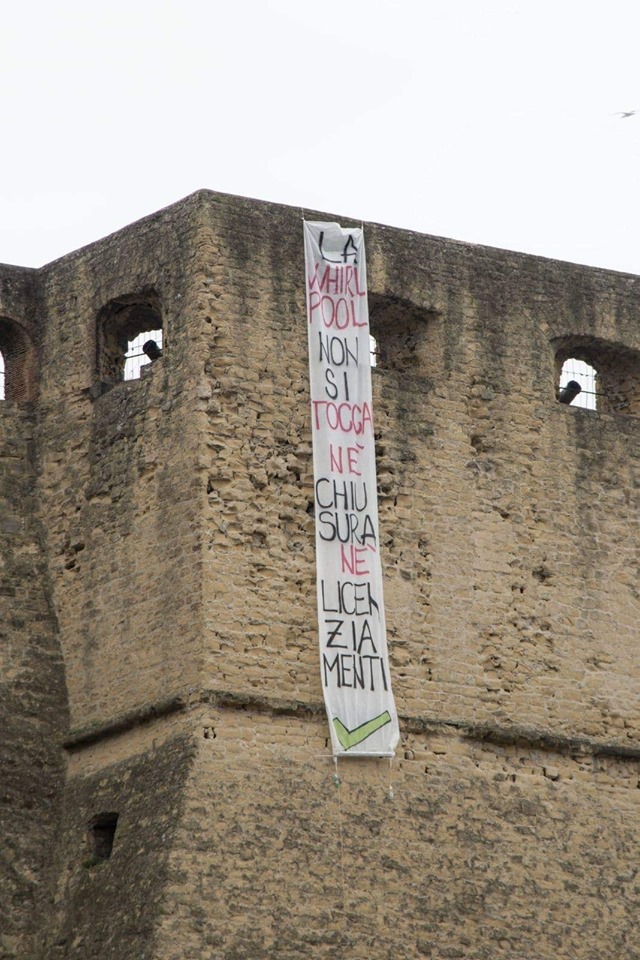 LA
WHIRL
POOL
NON
SI
TOCCA
NÈ
CHIU
SURA
NÈ
LICEN
ZIA
MENTI